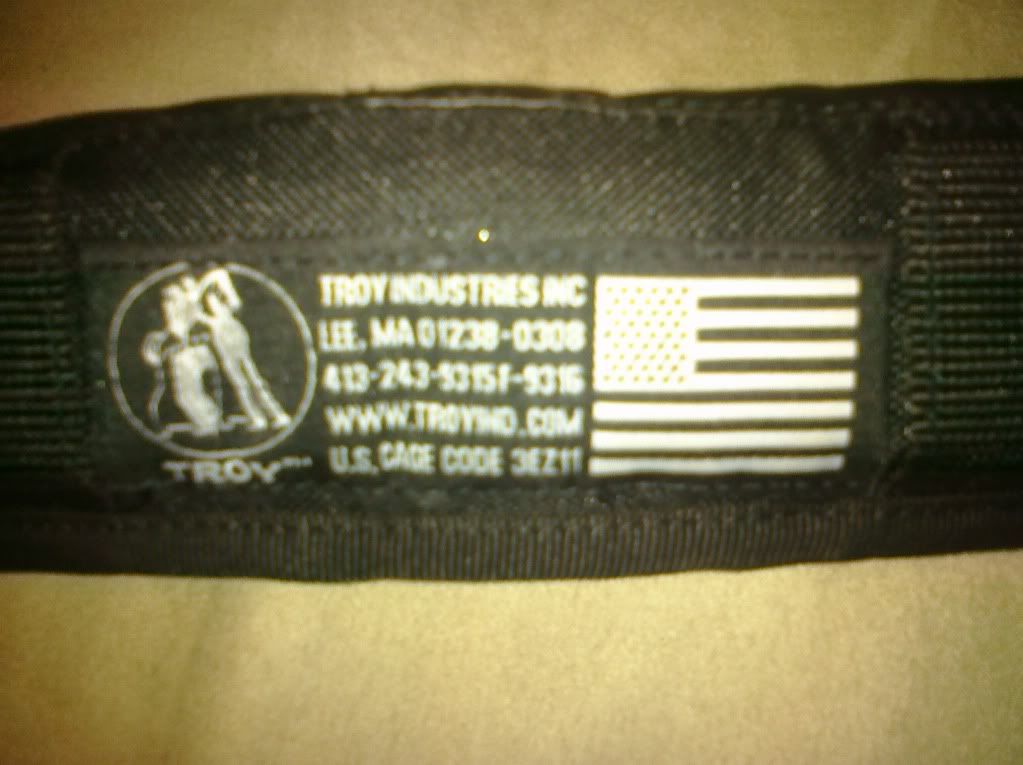 TROY INDUSTRIES INC
LEE, MA 01238-0308
413-243-9315 F-9316
WWW.TROYIND.COM
U.S. CAGE CODE 3EZ11
TROY